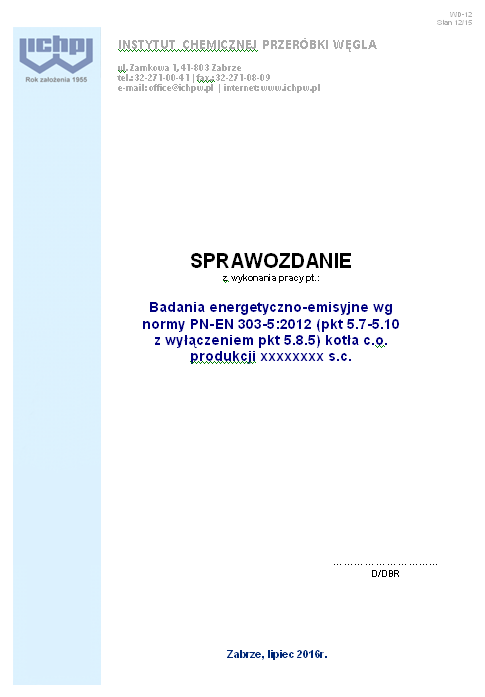 WD-12
Stan 12/15
ichpw
Rok założenia 1955
INSTYTUT CHEMICZNEJ PRZERÓBKI WĘGLA
ul. Zamkowa 1, 41-803 Zabrze
tel.: 32-271-00-41 | fax.: 32-271-08-09
e-mail: office@ichpw.pl | internet: www.ichpw.pl
SPRAWOZDANIE
z wykonania pracy pt.:
Badania energetyczno-emisyjne wg
normy PN-EN 303-5:2012 (pkt 5.7-5.10
z wyłączeniem pkt 5.8.5) kotła c.o.
produkcji xxxxxxxx s.c.
..............................
D/DBR
Zabrze, lipiec 2016r.